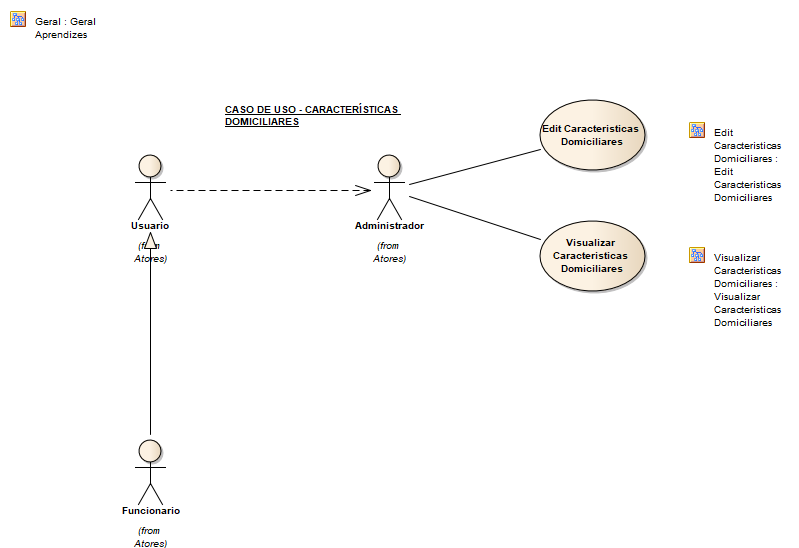 Geral : Geral
Aprendizes
CASO DE USO - CARACTERÍSTICAS
DOMICILIARES
Edit Caracteristicas
Domiciliares
Edit
Caracteristicas
Domiciliares :
Edit
Caracteristicas
Domiciliares
Usuario
(from
Atores)
Administrador
(from
Atores)
Visualizar
Caracteristicas
Domiciliares
Visualizar
Caracteristicas
Domiciliares :
Visualizar
Caracteristicas
Domiciliares
Funcionario
(from
Atores)